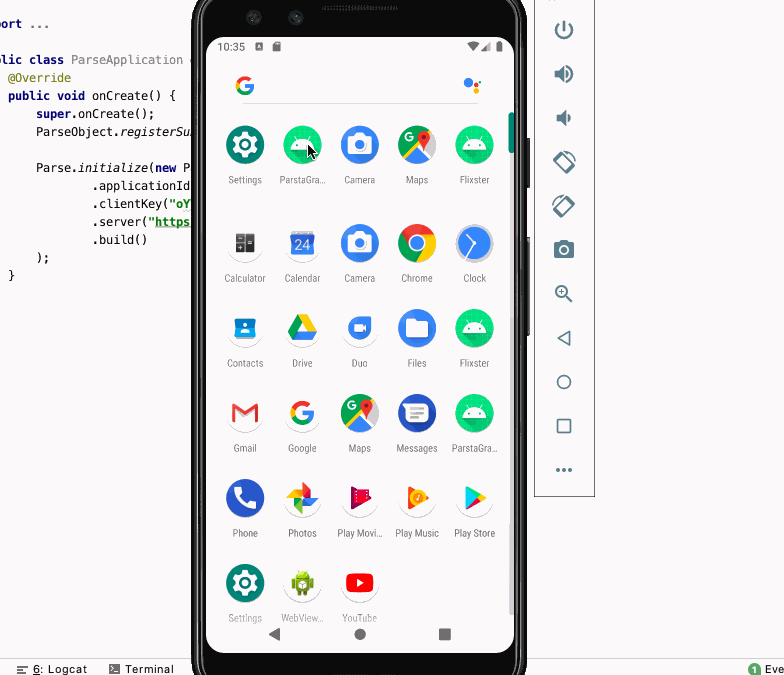 port ...
lic class ParseApplication
@Override
public void onCreate() {
super.onCreate();
ParseObject.registerSu
Parse.initialize(new P
.applicationId
.clientKey("oY
.server("https
.build()
);
}
10:35
Settings ParstaGra... Camera Maps Flixster
Calculator Calendar Camera Chrome Clock
24
Contacts Drive Duo Files Flixster
Gmail Google Maps Messages ParstaGra...
Phone Photos Play Movi... Play Music Play Store
Settings WebView... YouTube
6: Logcat Terminal
1 Eve